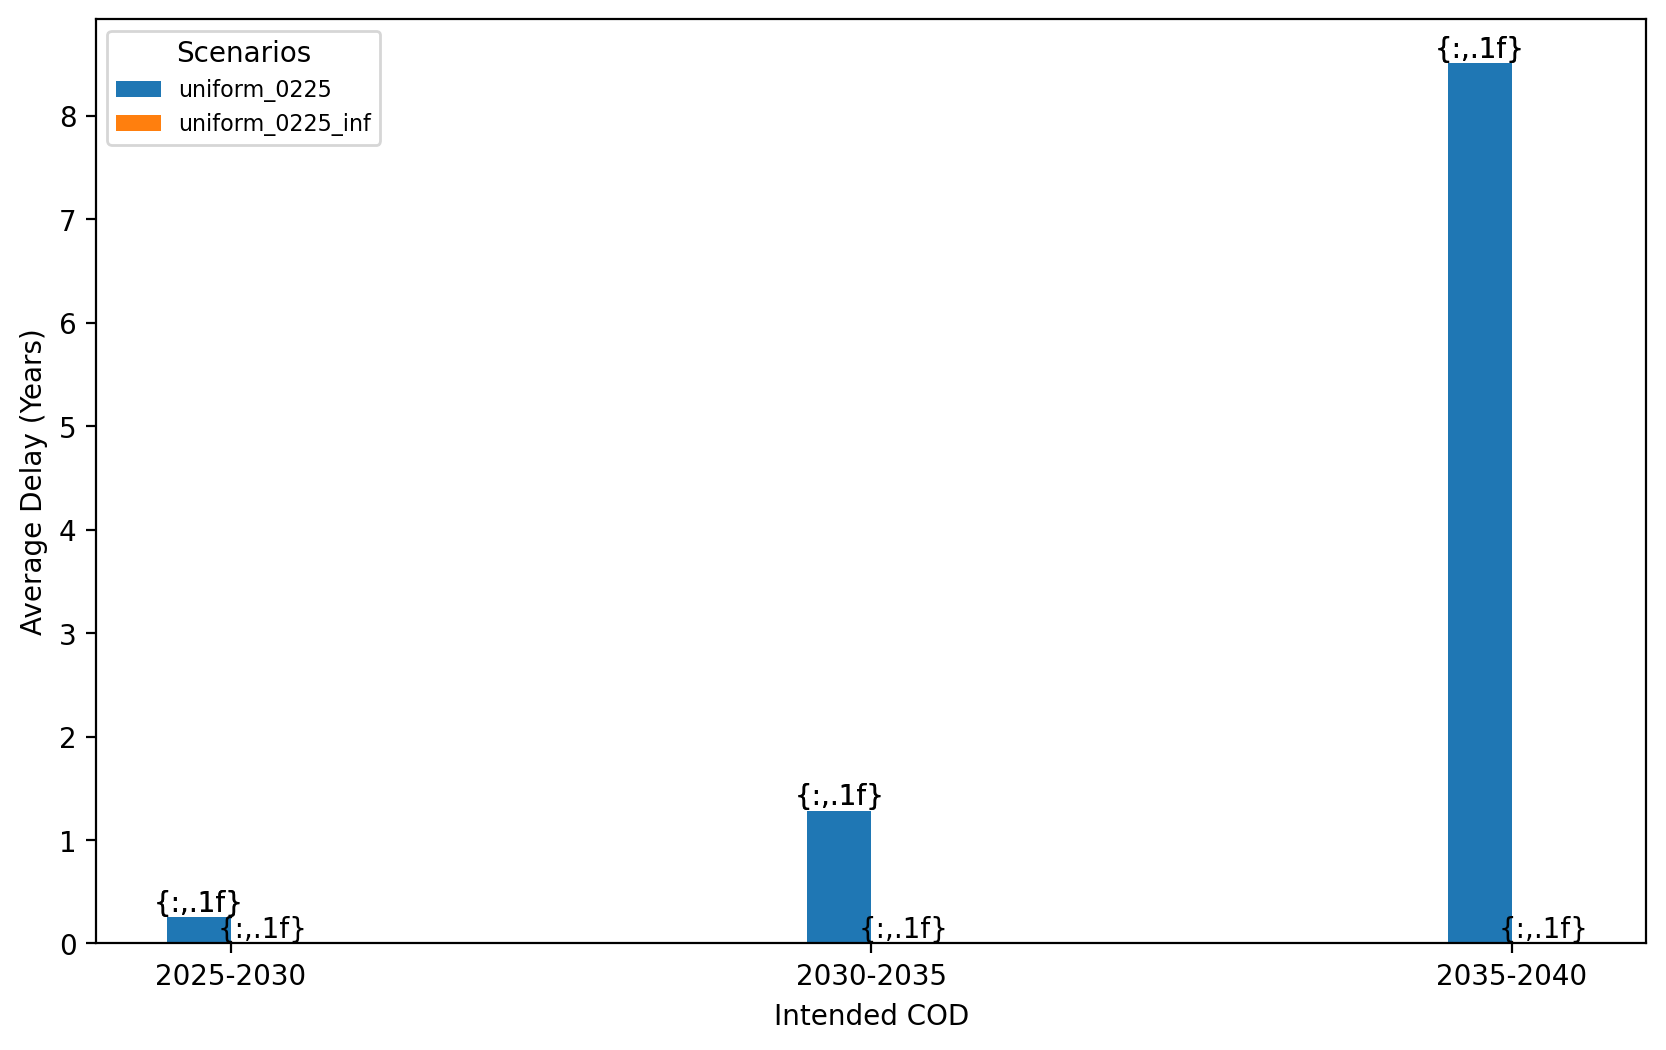 Scenarios
uniform_0225
uniform_0225_inf
Average Delay (Years)
8
7
6
5
4
3
2
1
0
{:,.1f}
{:,.1f}
{:,.1f}
{:,.1f}
{:,.1f}
{:,.1f}
2025-2030
2030-2035
2035-2040
Intended COD